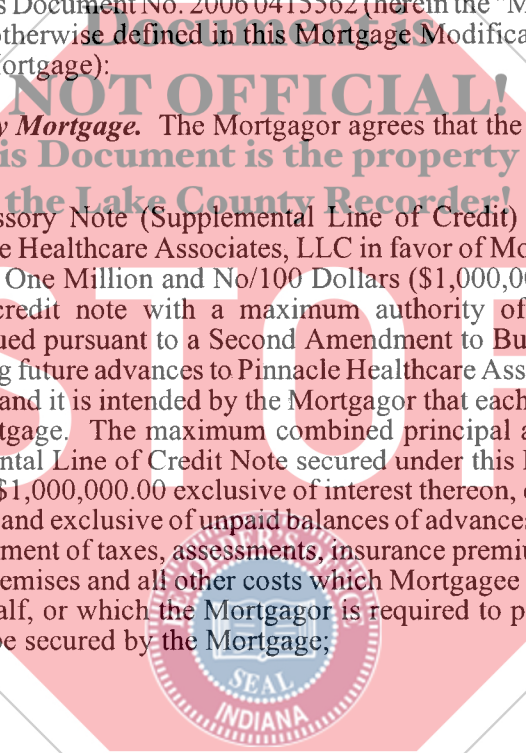 s Document No. 2006 0415562 (herein the "M
Document is
otherwise defined in this Mortgage Modifica
ortgage):
NOT OFFICIAL!
y Mortgage. The Mortgagor agrees that the
is Document is the property
the Lake County Recorder!
ssory Note (Supplemental Line of Credit)
e Healthcare Associates, LLC in favor of Mo
One Million and No/100 Dollars ($1,000,00
credit note with a maximum authority of
STOP
ued pursuant to a Second Amendment to Bu
g future advances to Pinnacle Healthcare Ass
and it is intended by the Mortgagor that each
tgage. The maximum combined principal a
ntal Line of Credit Note secured under this
$1,000,000.00 exclusive of interest thereon,
and exclusive of unpaid balances of advance
ment of taxes, assessments, insurance premiu
emises and all other costs which Mortgagee
alf, or which the Mortgagor is required to p
be secured by the Mortgage;
SEAL
INDIANA